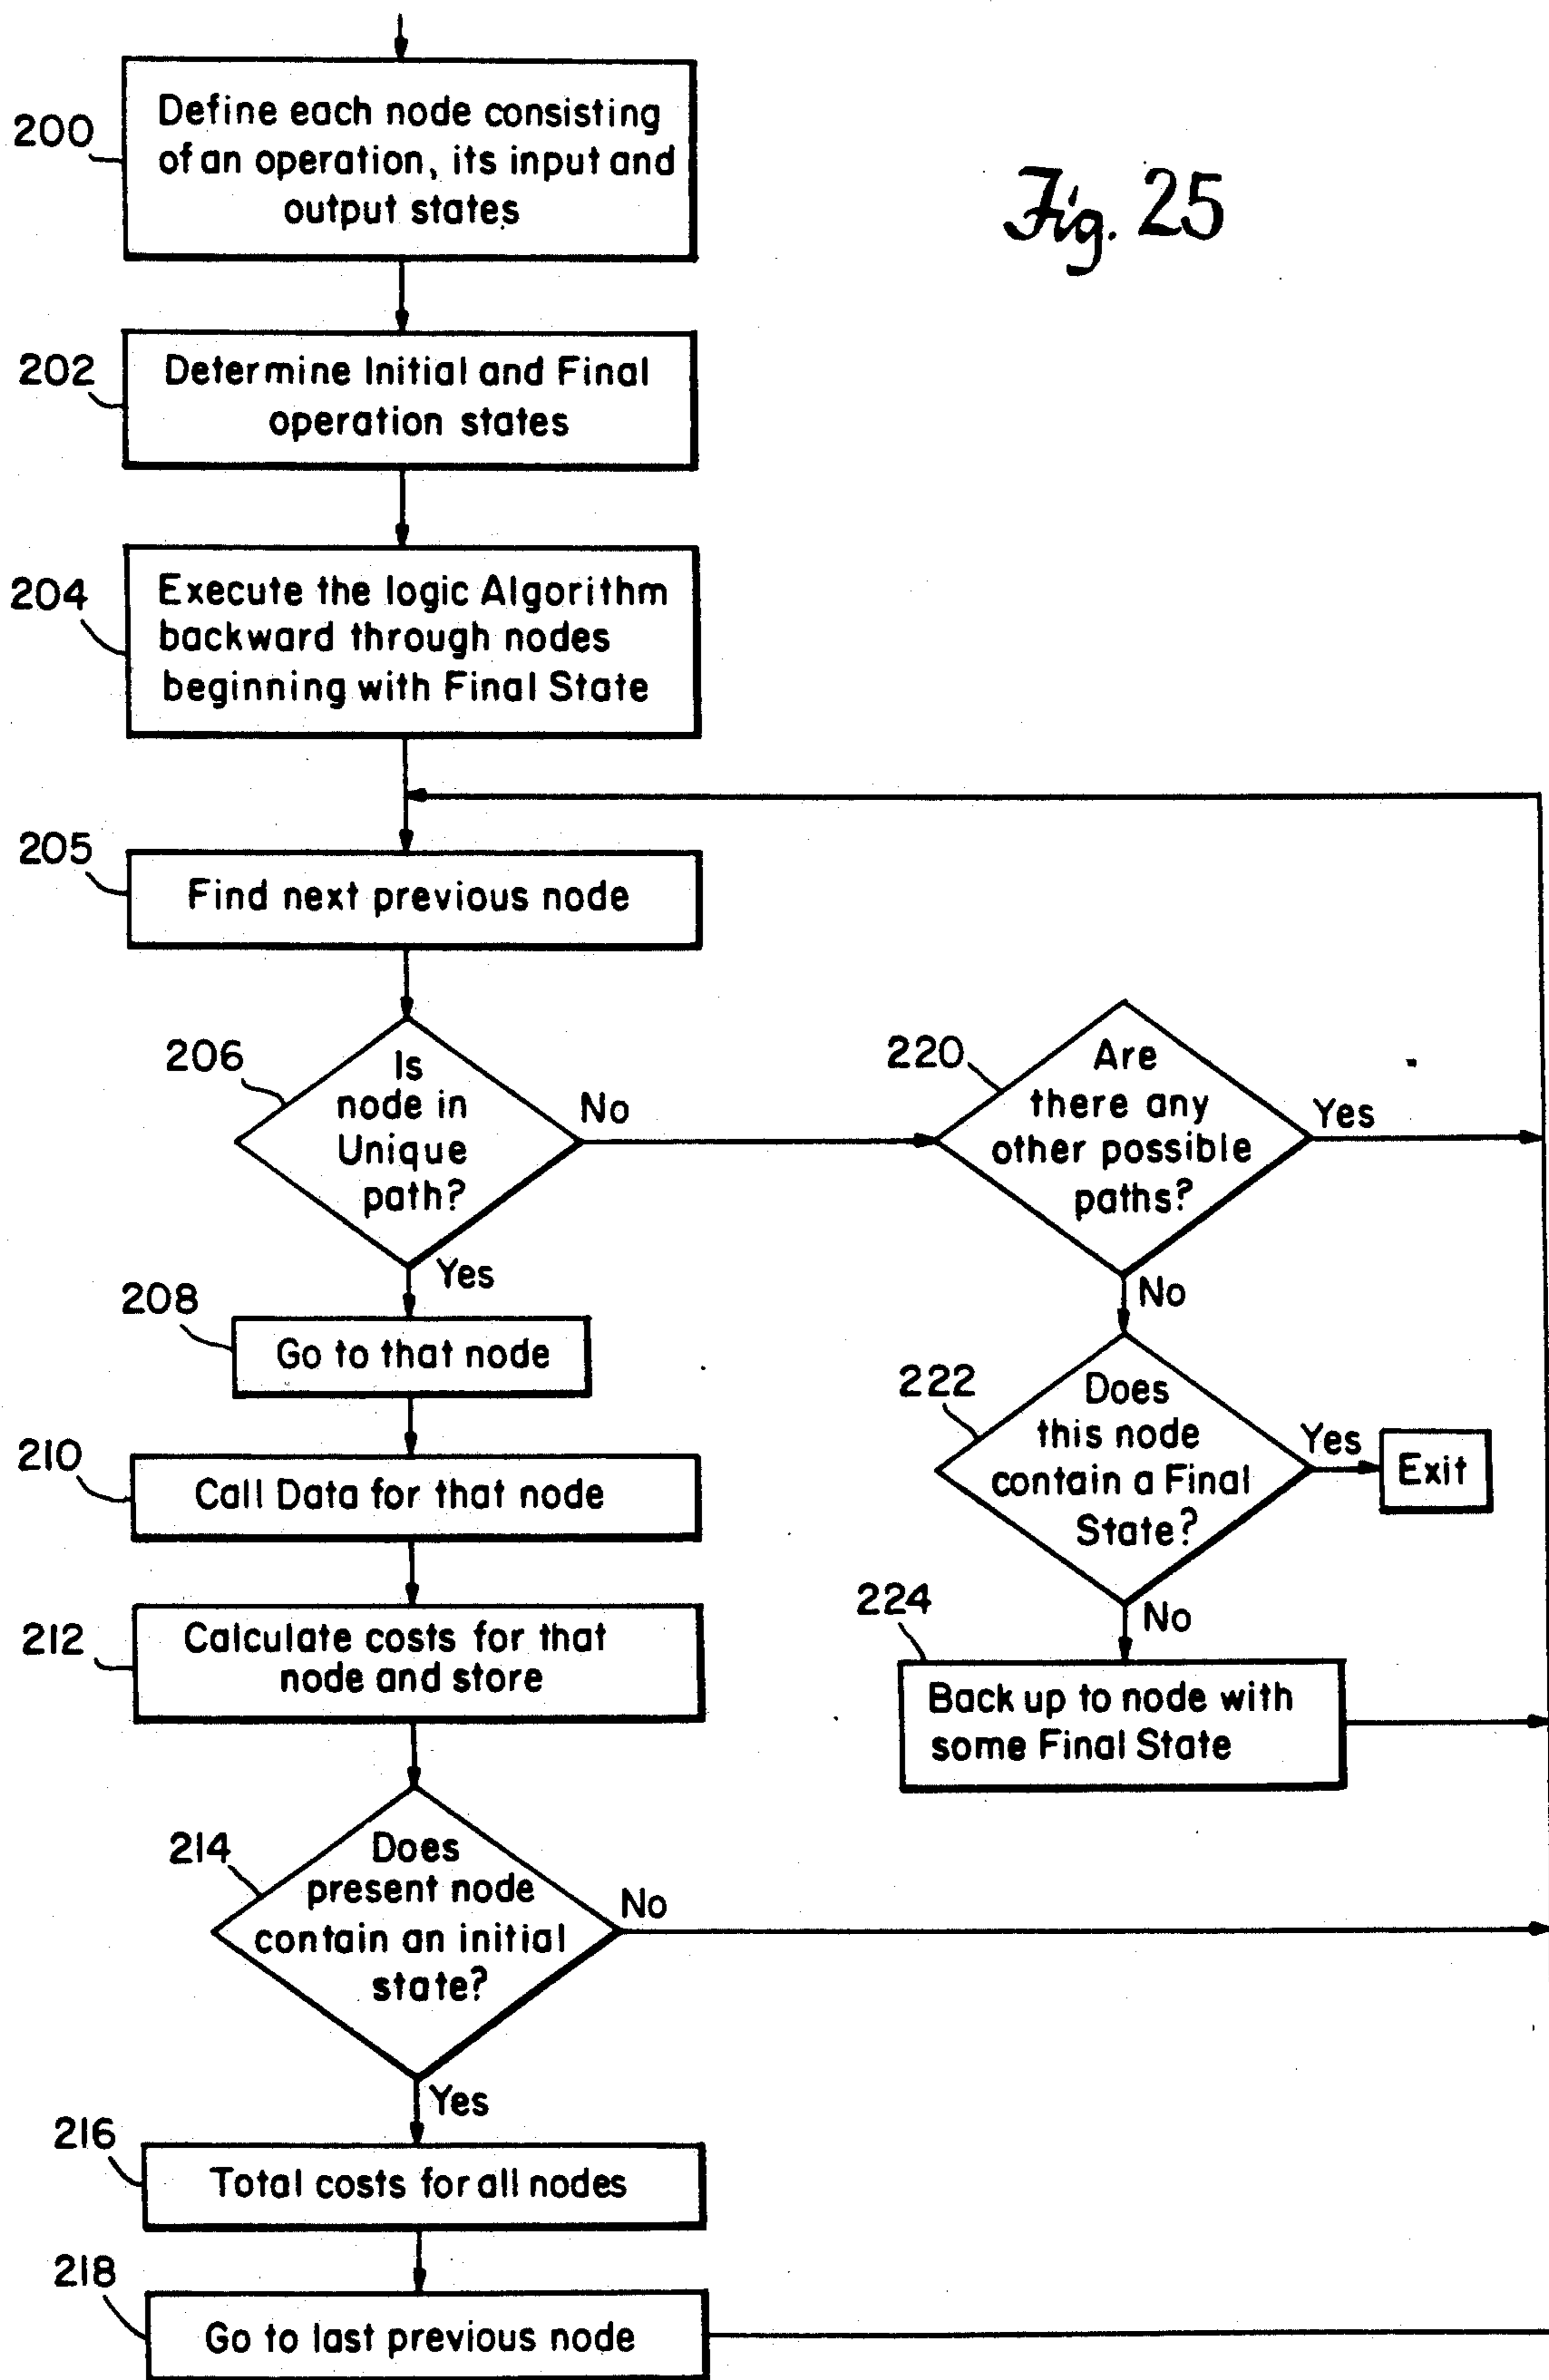 Fig. 25
200
Define each node consisting
of an operation, its input and
output states
202
Determine Initial and Final
operation states
204
Execute the logic Algorithm
backward through nodes
beginning with Final State
205
Find next previous node
206
Is
node in
Unique
path?
No
Yes
220
Are
there any
other possible
paths?
Yes
No
208
Go to that node
222
Does
this node
contain a Final
State?
Yes
Exit
No
210
Call Data for that node
212
Calculate costs for that
node and store
224
Back up to node with
some Final State
214
Does
present node
contain an initial
state?
No
Yes
216
Total costs for all nodes
218
Go to last previous node